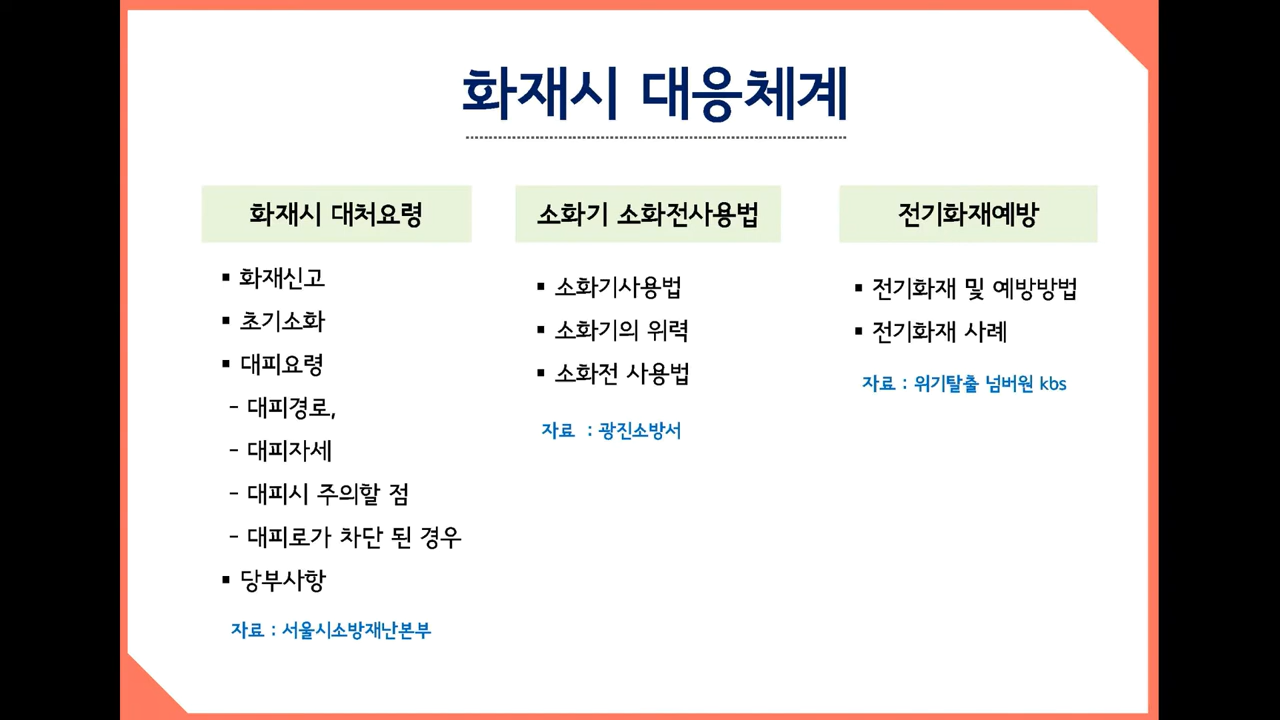 화재시 대응체계
화재시 대처요령
▪ 화재신고
▪ 초기소화
▪ 대피요령
- 대피경로,
- 대피자세
- 대피시 주의할 점
- 대피로가 차단 된 경우
▪ 당부사항
자료 : 서울시소방재난본부
소화기 소화전사용법
▪ 소화기사용법
▪ 소화기의 위력
▪ 소화전 사용법
자료 : 광진소방서
전기화재예방
▪ 전기화재 및 예방방법
▪ 전기화재 사례
자료 : 위기탈출 넘버원 kbs